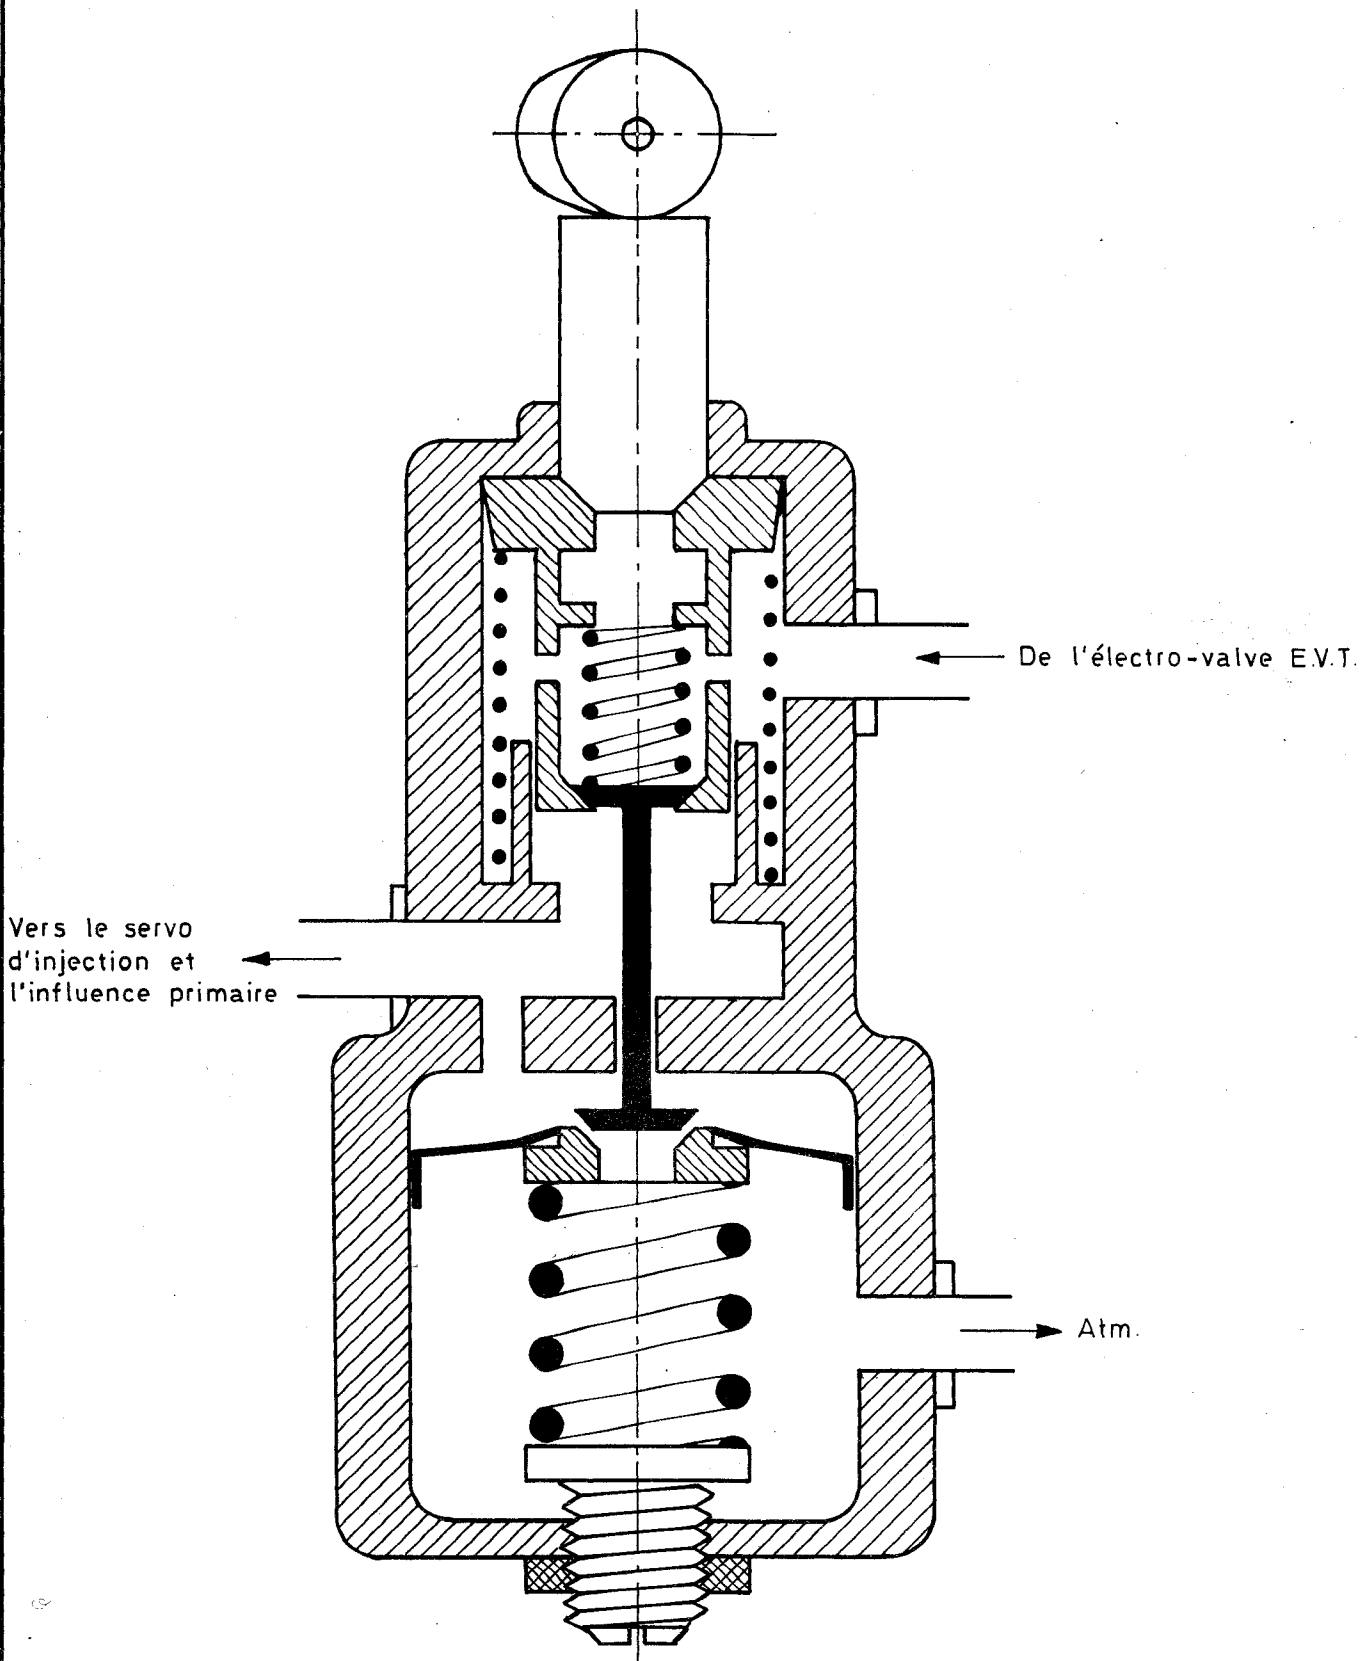 De l'électro-valve E.V.T.
Vers le servo
d'injection et
l'influence primaire
Atm.